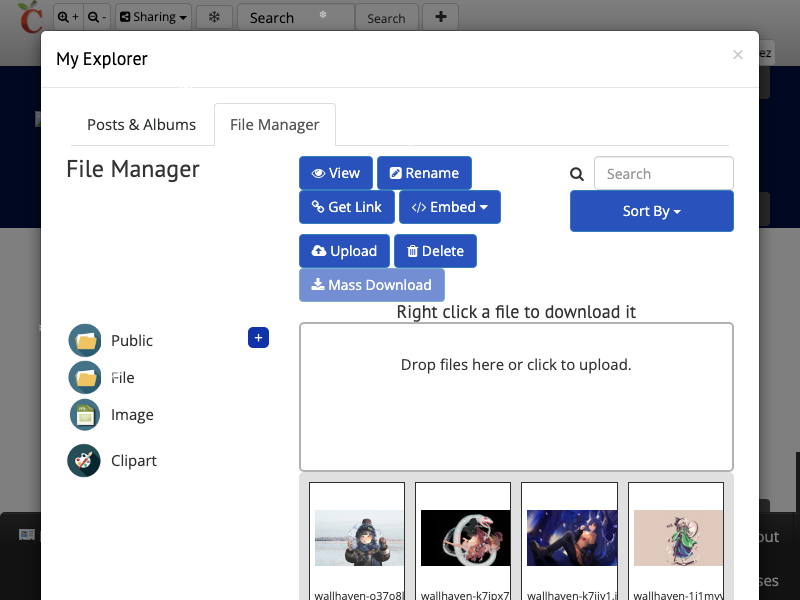 +
-
Sharing
Search
Search
My Explorer
×
ez
Posts & Albums
File Manager
File Manager
View
Rename
Search
Get Link
</> Embed
Sort By
Upload
Delete
Mass Download
Right click a file to download it
Public
+
Drop files here or click to upload.
File
Image
Clipart
out
ses
wallhaven-o37o8l
wallhaven-k7jpx7
wallhaven-k7jjy1.j
wallhaven-1j1mvv